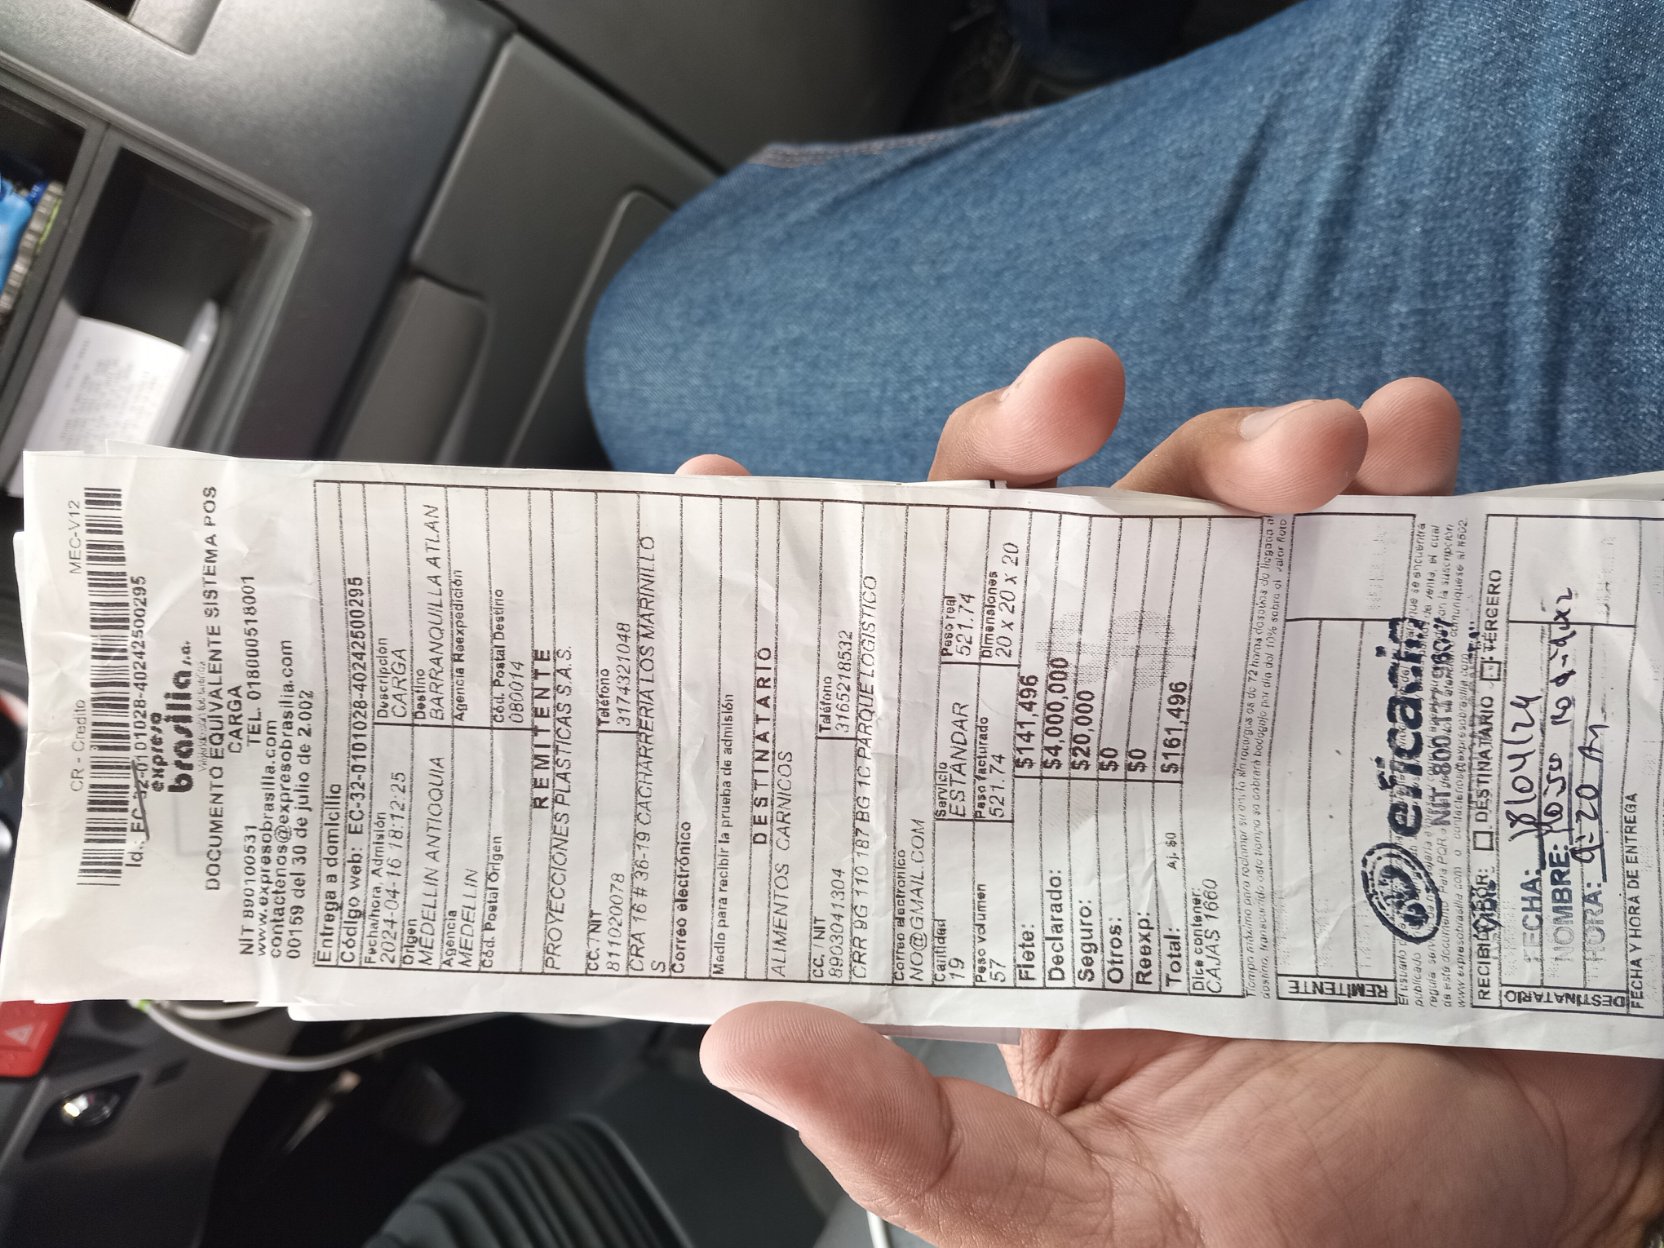 CR - Credito MEC-V12
Id.: EC-32-0101028-40242500295
expreso
brasilia s.a.
DOCUMENTO EQUIVALENTE SISTEMA POS
CARGA
NIT 890100531 TEL. 018000518001
www.expresobrasilia.com
contactenos@expresobrasilia.com
00159 del 30 de julio de 2.002
Entrega a domicilio
Código web: EC-32-0101028-40242500295
Fecha/hora, Admisión Descripción
2024-04-16 18:12:25 CARGA
Origen Destino
MEDELLIN ANTIOQUIA BARRANQUILLA ATLAN
Agencia Agencia Reexpedición
MEDELLIN
Cód. Postal Origen Cód. Postal Destino
080014
REMITENTE
PROYECCIONES PLASTICAS S.A.S.
CC. / NIT Teléfono
811020078 3174321048
CRA 16 # 36-19 CACHARRERIA LOS MARINILLO
S
Correo electrónico
Medio para recibir la prueba de admisión
DESTINATARIO
ALIMENTOS CARNICOS
CC. / NIT Teléfono
890304130​4 3165218532
CRR 9G 110 187 BG 1C PARQUE LOGISTICO
Correo electrónico
NO@GMAIL.COM
Cantidad Servicio Peso real
19 ESTANDAR 521.74
Peso volumen Peso facturado Dimensiones
57 521.74 20 x 20 x 20
Flete: $141,496
Declarado: $4,000,000
Seguro: $20,000
Otros: $0
Reexp: $0
Total: Aj. $0 $161,496
Dice contener:
CAJAS 1660
REMITENTE
RECIBIDO POR: DESTINATARIO TERCERO
FECHA: 18/04/24
NOMBRE:
HORA: 9:20 AM
DESTINATARIO
FECHA Y HORA DE ENTREGA